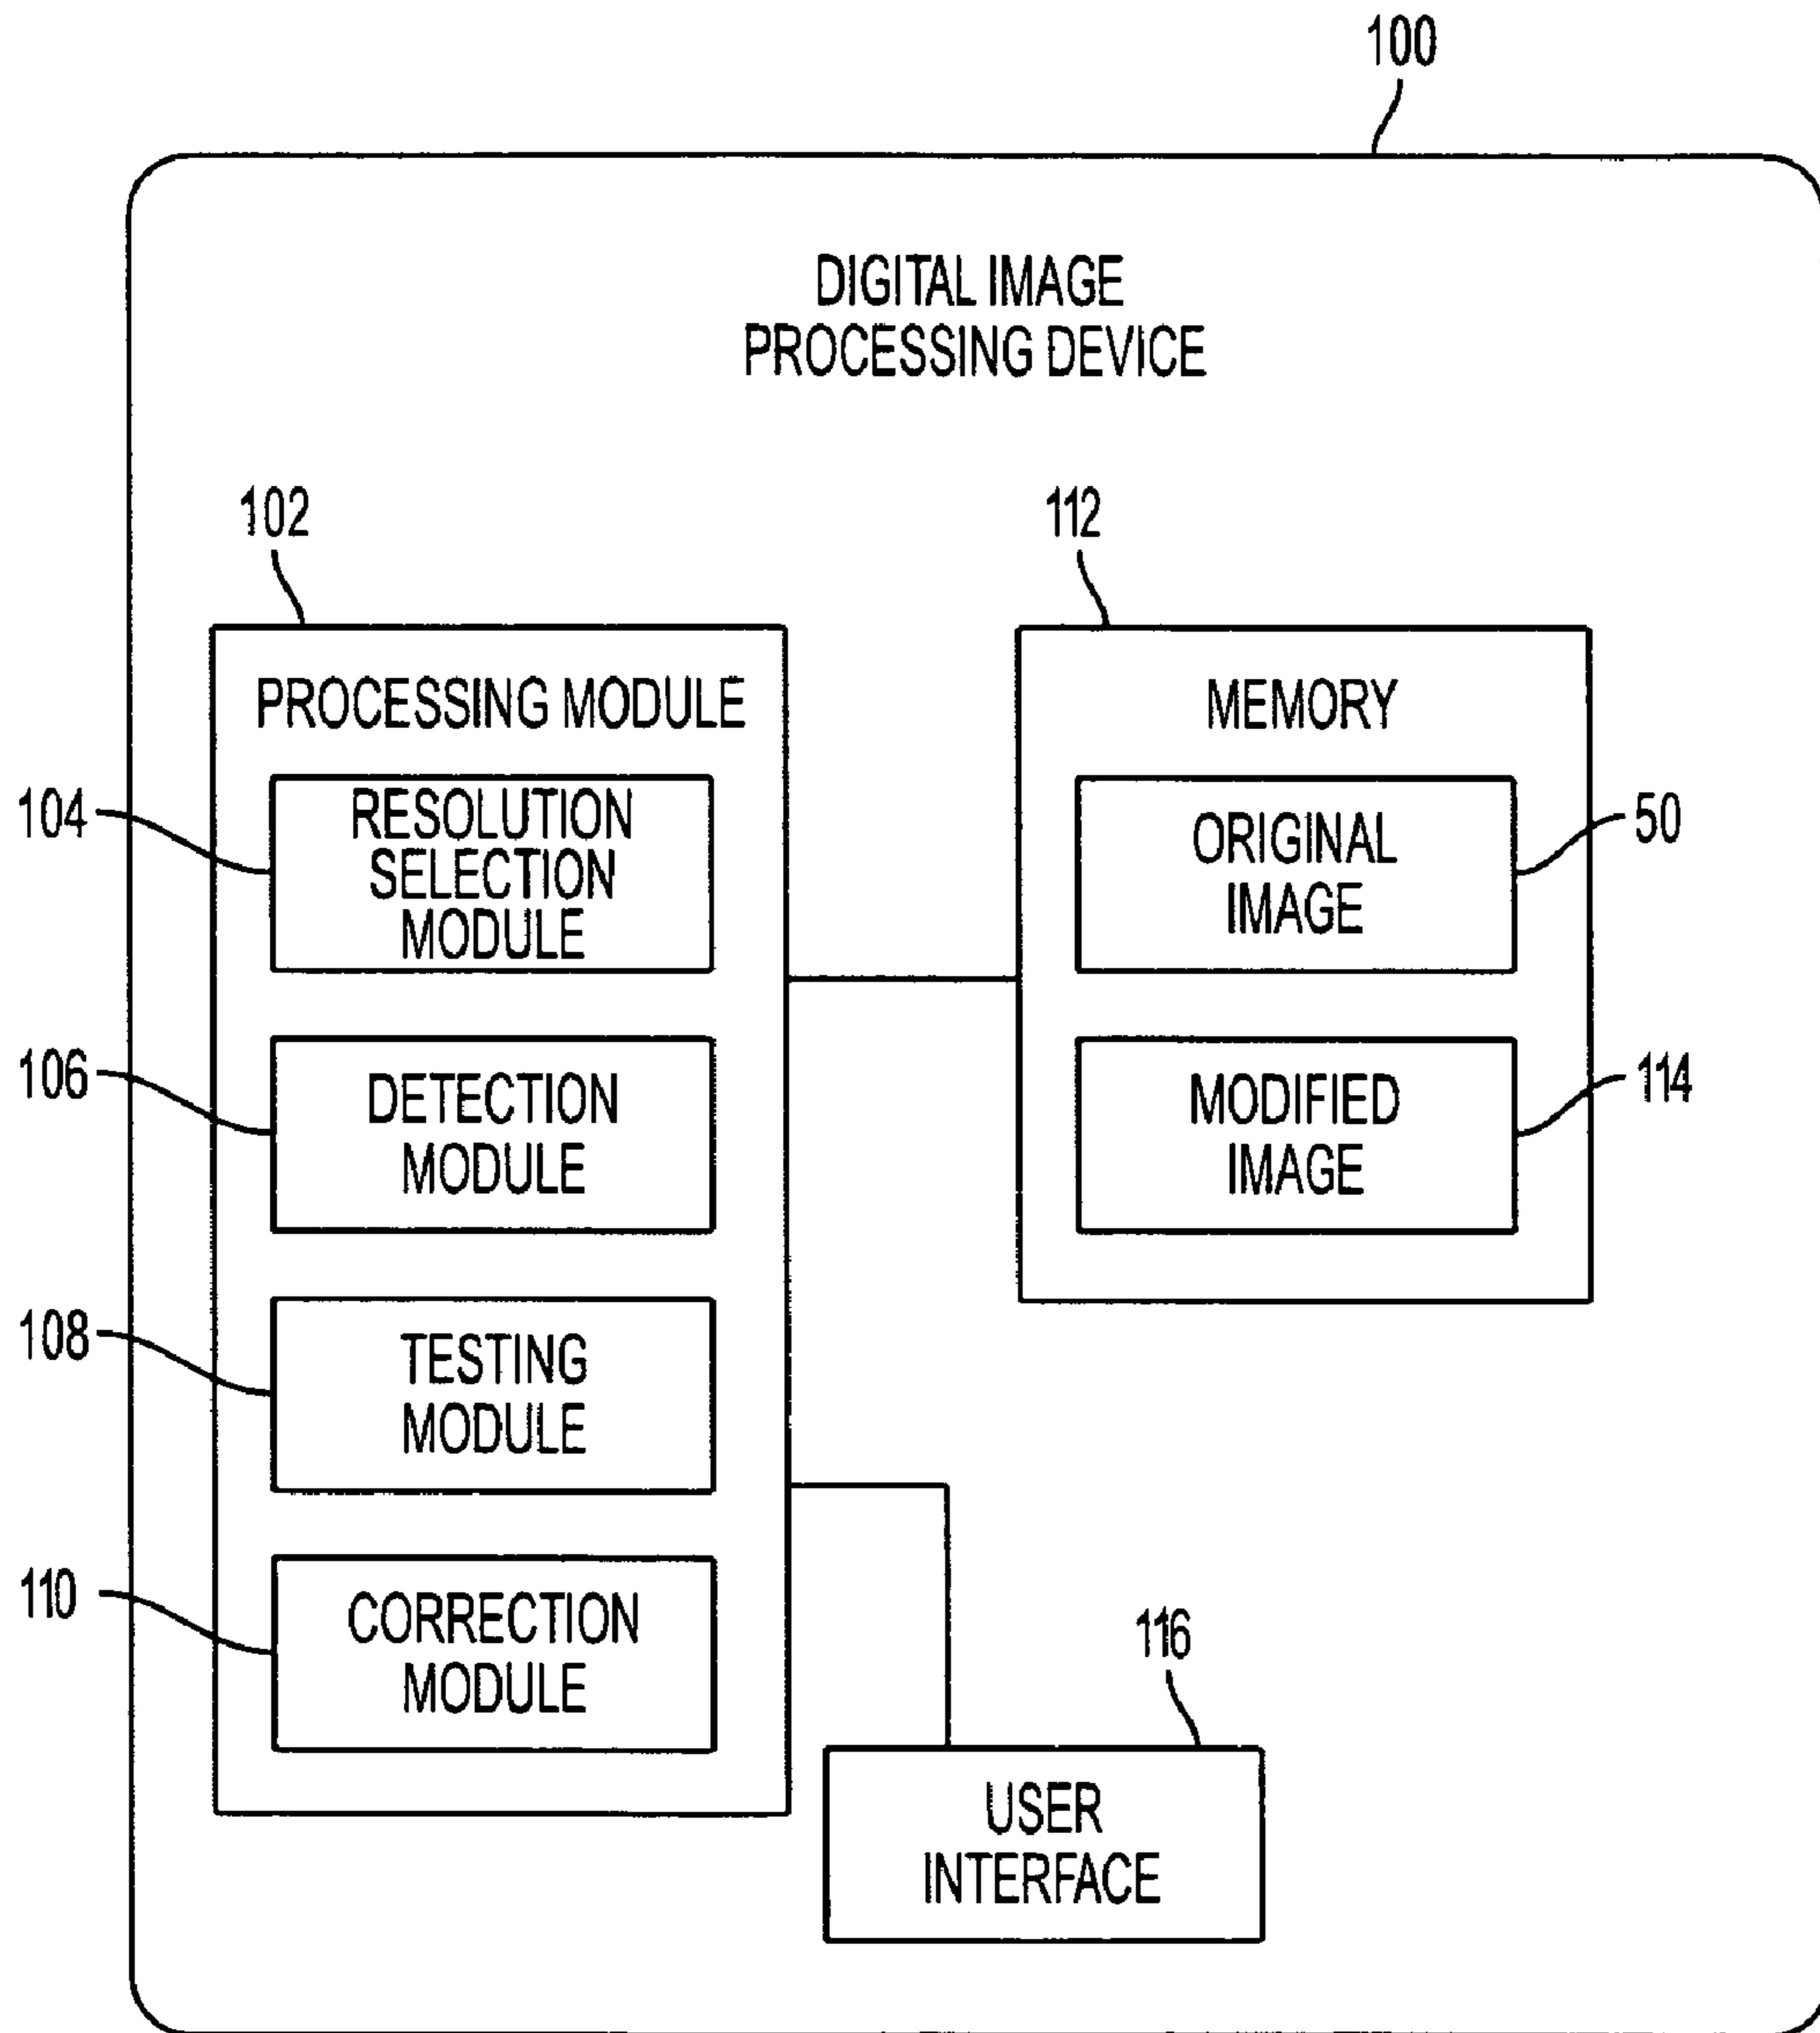 100
DIGITAL IMAGE
PROCESSING DEVICE
102
112
PROCESSING MODULE
MEMORY
104
RESOLUTION
SELECTION
MODULE
ORIGINAL
IMAGE
50
106
DETECTION
MODULE
MODIFIED
IMAGE
114
108
TESTING
MODULE
110
CORRECTION
MODULE
116
USER
INTERFACE